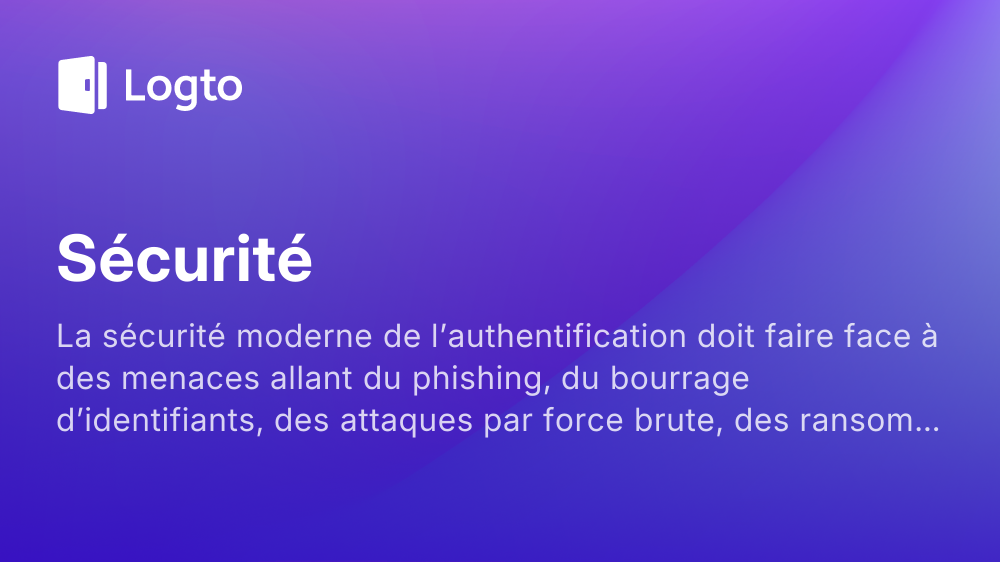 Logto
Sécurité
La sécurité moderne de l’authentification doit faire face à
des menaces allant du phishing, du bourrage
d’identifiants, des attaques par force brute, des ransom...